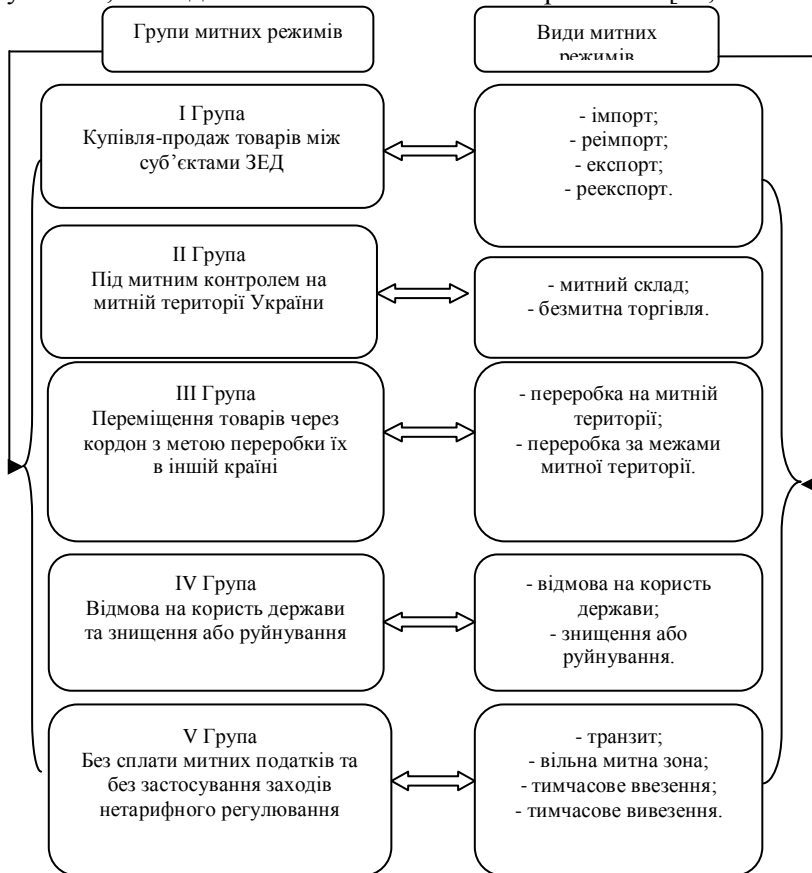 Групи митних режимів
Види митних
режимів
І Група
Купівля-продаж товарів між
суб’єктами ЗЕД
- імпорт;
- реімпорт;
- експорт;
- реекспорт.
ІІ Група
Під митним контролем на
митній території України
- митний склад;
- безмитна торгівля.
ІІІ Група
Переміщення товарів через
кордон з метою переробки їх
в іншій країні
- переробка на митній
території;
- переробка за межами
митної території.
IV Група
Відмова на користь держави
та знищення або руйнування
- відмова на користь
держави;
- знищення або
руйнування.
V Група
Без сплати митних податків та
без застосування заходів
нетарифного регулювання
- транзит;
- вільна митна зона;
- тимчасове ввезення;
- тимчасове вивезення.